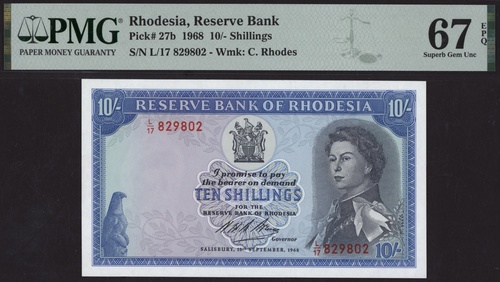 PMG
PAPER MONEY GUARANTY
Rhodesia, Reserve Bank
Pick# 27b 1968 10/- Shillings
S/N L/17 829802 - Wmk: C. Rhodes
67 EPQ
Superb Gem Unc
10/-
RESERVE BANK OF RHODESIA
10/-
L/17 829802
I promise to pay
the bearer on demand
TEN SHILLINGS
FOR THE
RESERVE BANK OF RHODESIA
Governor
L/17 829802
SALISBURY, SEPTEMBER, 1968
10/-